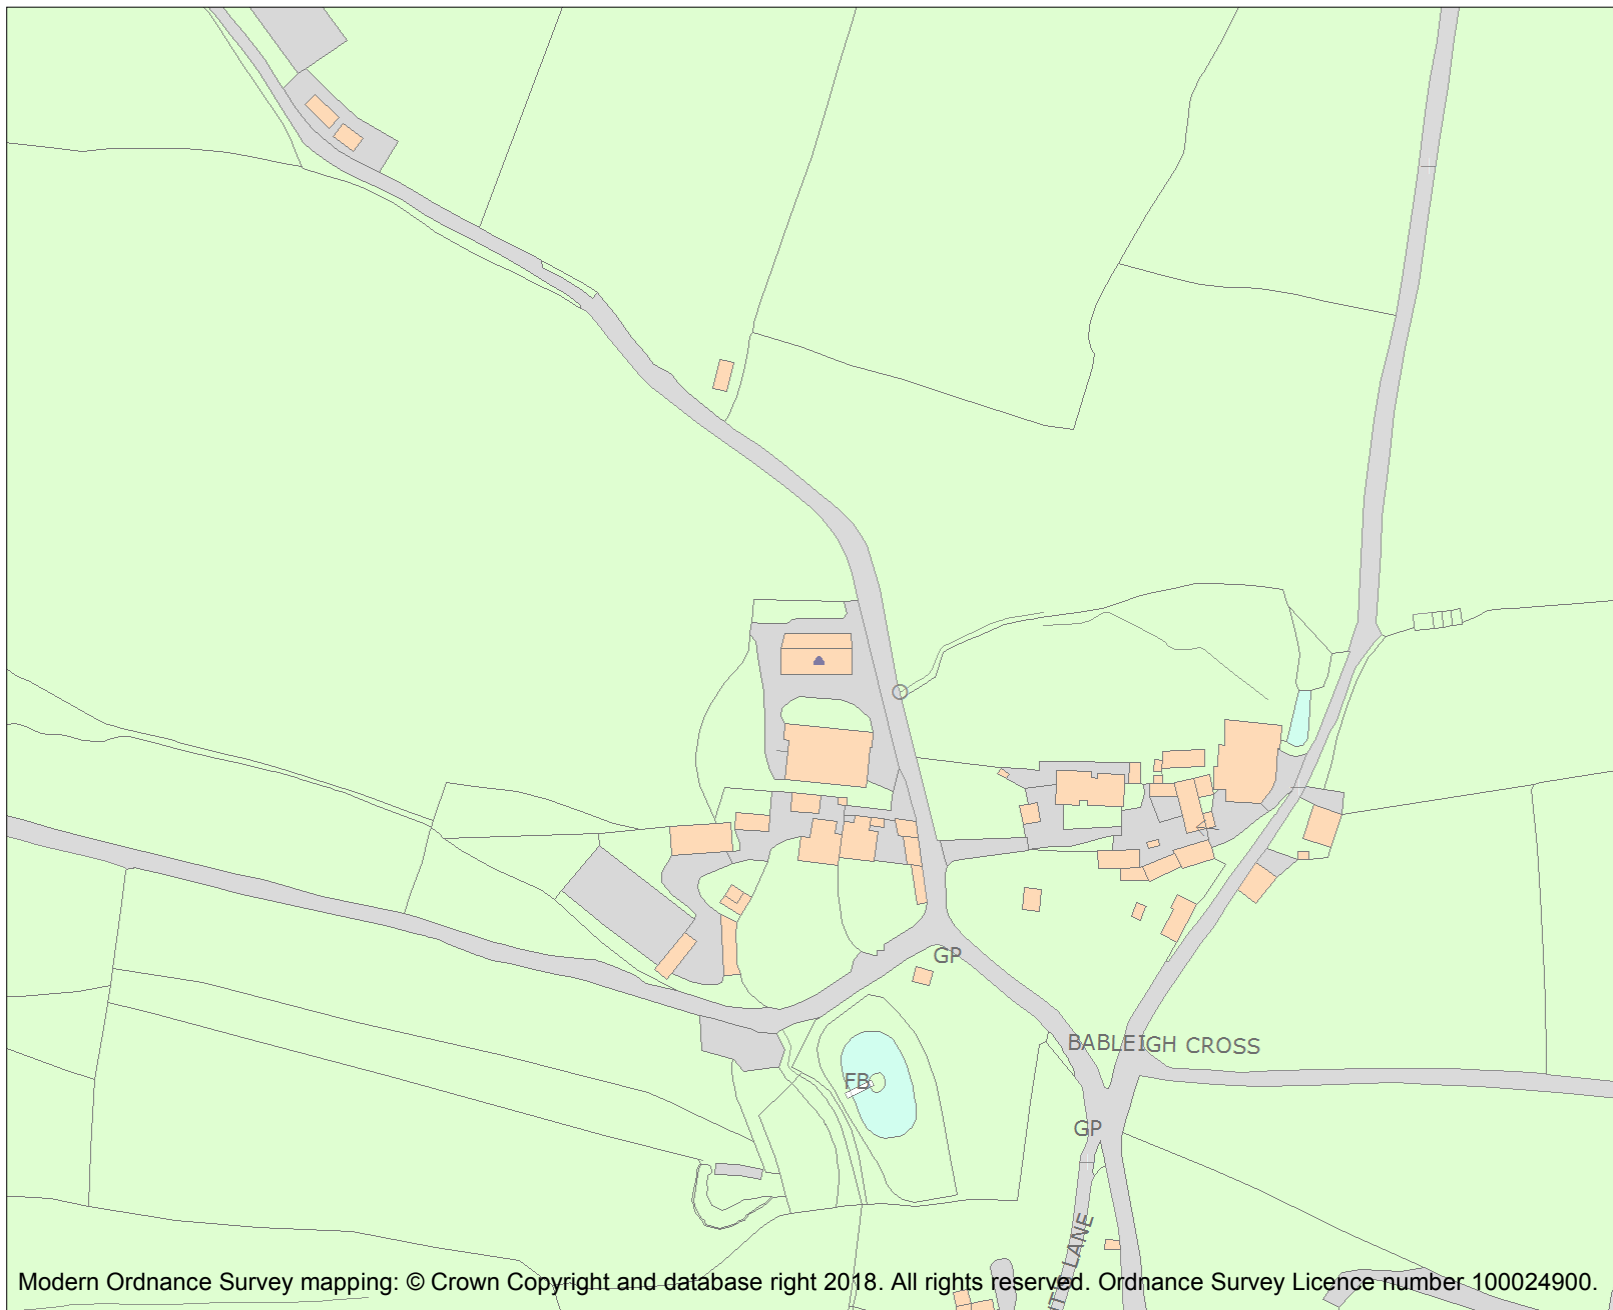 GP
BABLEIGH CROSS
FB
GP
LANE
Modern Ordnance Survey mapping: © Crown Copyright and database right 2018. All rights reserved. Ordnance Survey Licence number 100024900.